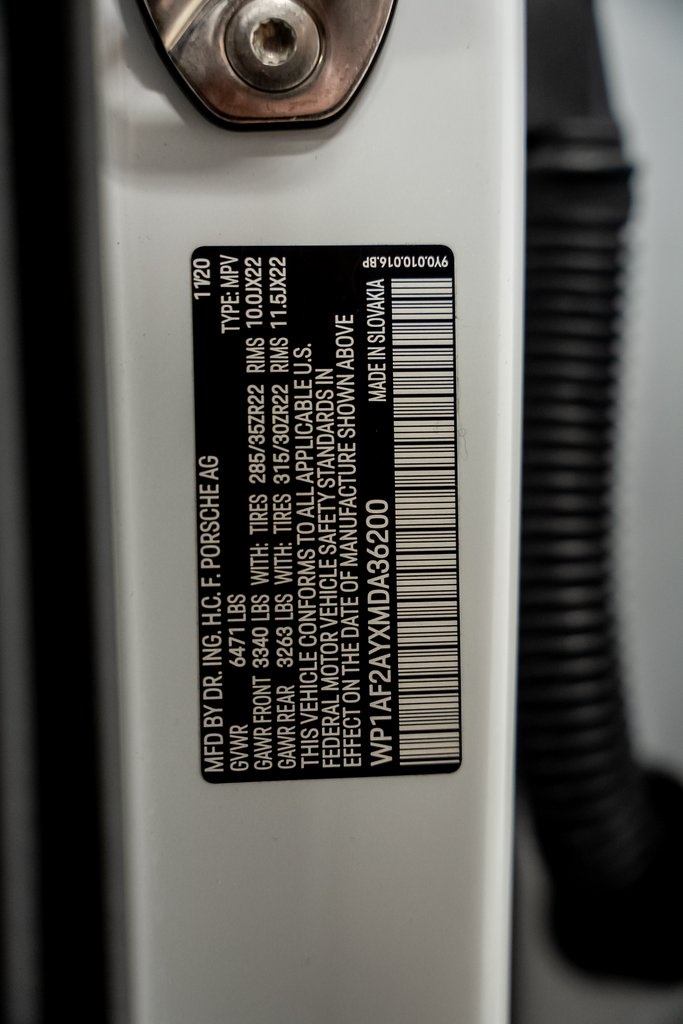 MFD BY DR. ING. H.C. F. PORSCHE AG 11/20
GVWR 6471 LBS TYPE: MPV
GAWR FRONT 3340 LBS WITH: TIRES 285/35ZR22 RIMS 10.0JX22
GAWR REAR 3263 LBS WITH: TIRES 315/30ZR22 RIMS 11.5JX22
THIS VEHICLE CONFORMS TO ALL APPLICABLE U.S.
FEDERAL MOTOR VEHICLE SAFETY STANDARDS IN
EFFECT ON THE DATE OF MANUFACTURE SHOWN ABOVE
WP1AF2AYXMDA36200 MADE IN SLOVAKIA
9Y0.010.016.BP